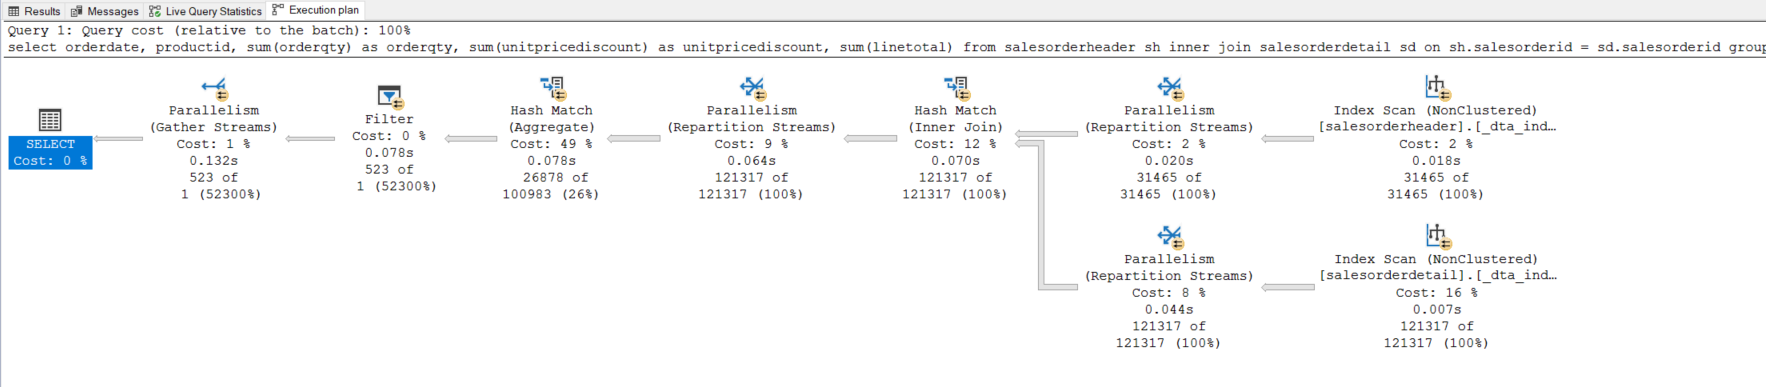 Results Messages Live Query Statistics Execution plan
Query 1: Query cost (relative to the batch): 100%
select orderdate, productid, sum(orderqty) as orderqty, sum(unitpricediscount) as unitpricediscount, sum(linetotal) from salesorderheader sh inner join salesorderdetail sd on sh.salesorderid = sd.salesorderid group
SELECT
Cost: 0 %
Parallelism
(Gather Streams)
Cost: 1 %
0.132s
523 of
1 (52300%)
Filter
Cost: 0 %
0.078s
523 of
1 (52300%)
Hash Match
(Aggregate)
Cost: 49 %
0.078s
26878 of
100983 (26%)
Parallelism
(Repartition Streams)
Cost: 9 %
0.064s
121317 of
121317 (100%)
Hash Match
(Inner Join)
Cost: 12 %
0.070s
121317 of
121317 (100%)
Parallelism
(Repartition Streams)
Cost: 2 %
0.020s
31465 of
31465 (100%)
Index Scan (NonClustered)
[salesorderheader].[_dta_ind…
Cost: 2 %
0.018s
31465 of
31465 (100%)
Parallelism
(Repartition Streams)
Cost: 8 %
0.044s
121317 of
121317 (100%)
Index Scan (NonClustered)
[salesorderdetail].[_dta_ind…
Cost: 16 %
0.007s
121317 of
121317 (100%)